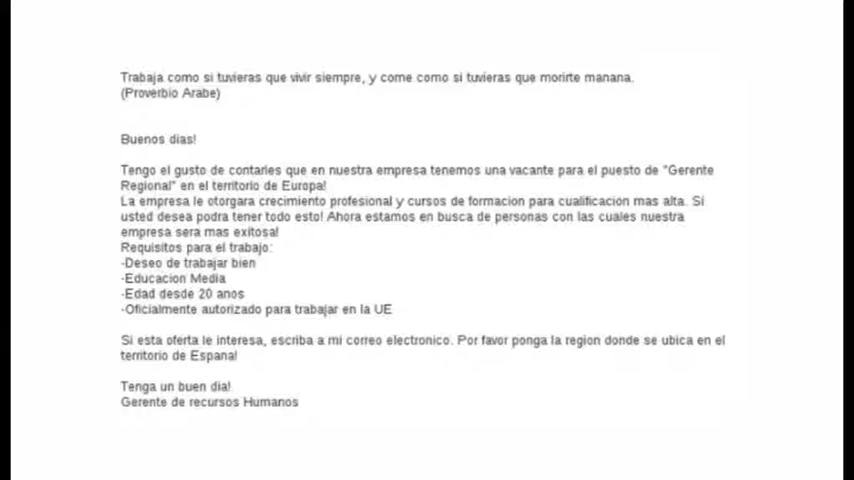 Trabaja como si tuvieras que vivir siempre, y come como si tuvieras que morirte manana.
(Proverbio Arabe)
Buenos dias!
Tengo el gusto de contarles que en nuestra empresa tenemos una vacante para el puesto de "Gerente
Regional" en el territorio de Europa!
La empresa le otorgara crecimiento profesional y cursos de formacion para cualificacion mas alta. Si
usted desea podra tener todo esto! Ahora estamos en busca de personas con las cuales nuestra
empresa sera mas exitosa!
Requisitos para el trabajo:
-Deseo de trabajar bien
-Educacion Media
-Edad desde 20 anos
-Oficialmente autorizado para trabajar en la UE
Si esta oferta le interesa, escriba a mi correo electronico. Por favor ponga la region donde se ubica en el
territorio de Espana!
Tenga un buen dia!
Gerente de recursos Humanos